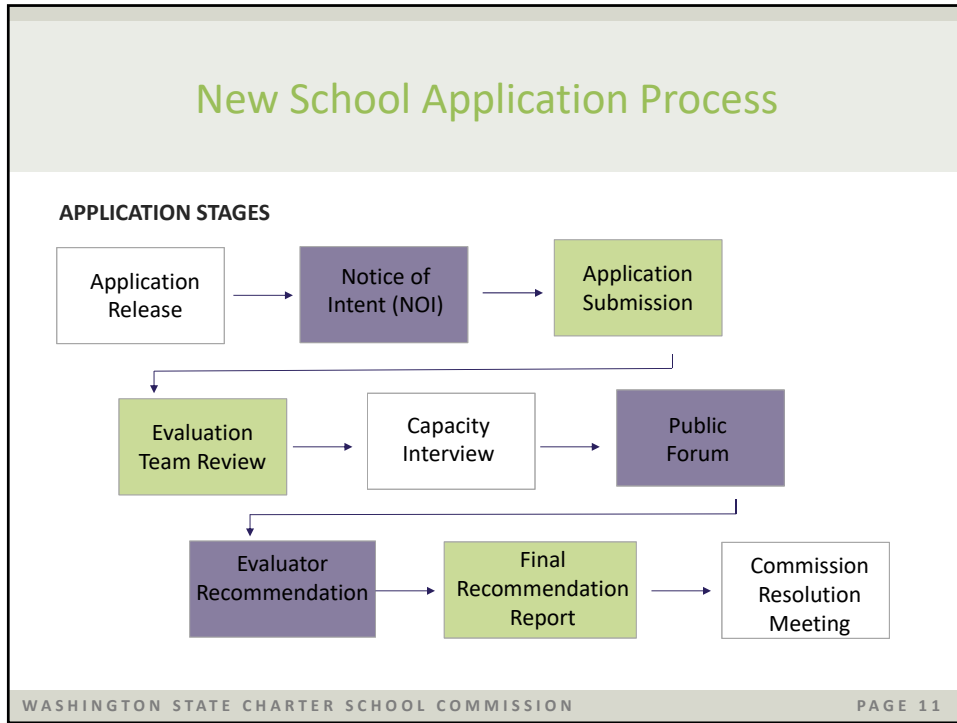 New School Application Process
APPLICATION STAGES
Application
Release
Notice of
Intent (NOI)
Application
Submission
Evaluation
Team Review
Capacity
Interview
Public
Forum
Evaluator
Recommendation
Final
Recommendation
Report
Commission
Resolution
Meeting
WASHINGTON STATE CHARTER SCHOOL COMMISSION
PAGE 11